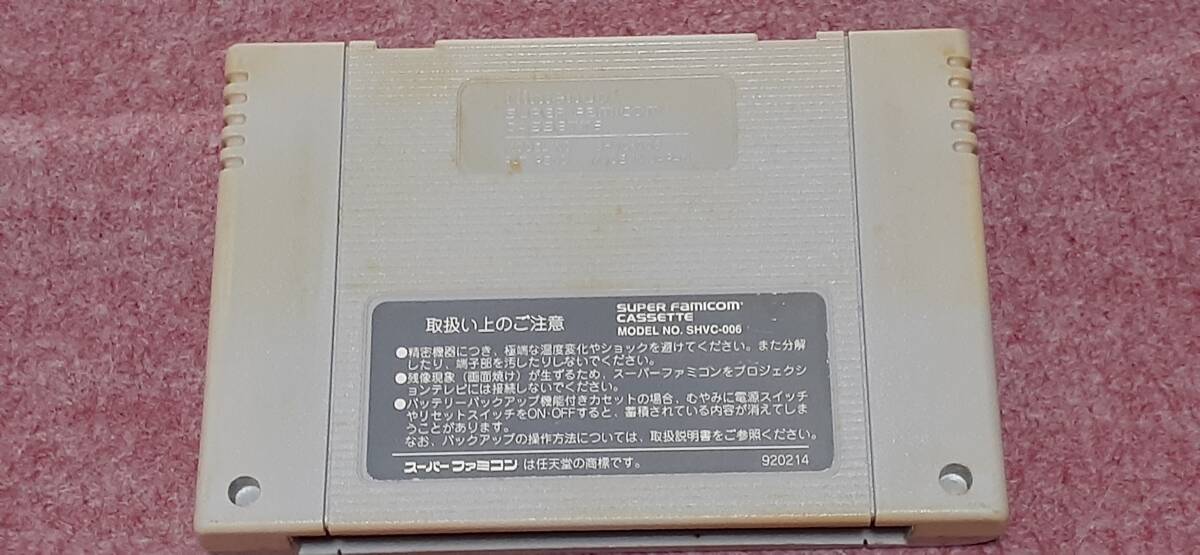 SUPER Famicom
取扱い上のご注意
SUPER Famicom
CASSETTE
MODEL NO. SHVC-006
●精密機器につき、極端な温度変化やショックを避けてください。また分解
したり、端子部を汚したりしないでください。
●残像現象（画面焼け）が生ずるため、スーパーファミコンをプロジェクシ
ョンテレビには接続しないでください。
●バッテリーバックアップ機能付きカセットの場合、むやみに電源スイッチ
やリセットスイッチをON・OFFすると、蓄積されている内容が消えてしま
うことがあります。
なお、バックアップの操作方法については、取扱説明書をご参照ください。
スーパーファミコンは任天堂の商標です。
920214